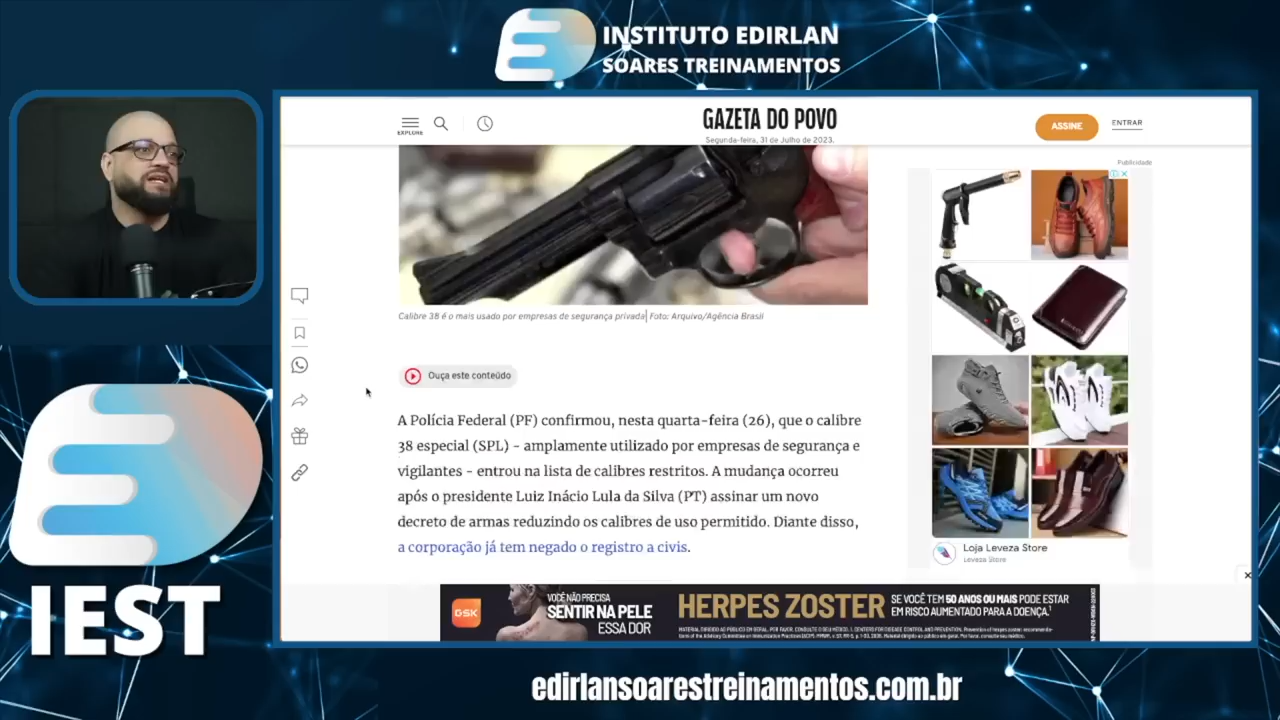 INSTITUTO EDIRLAN
SOARES TREINAMENTOS
EXPLORE
GAZETA DO POVO
Segunda-feira, 31 de Julho de 2023.
ASSINE
ENTRAR
Publicidade
Calibre 38 é o mais usado por empresas de segurança privada| Foto: Arquivo/Agência Brasil
Ouça este conteúdo
A Polícia Federal (PF) confirmou, nesta quarta-feira (26), que o calibre
38 especial (SPL) - amplamente utilizado por empresas de segurança e
vigilantes - entrou na lista de calibres restritos. A mudança ocorreu
após o presidente Luiz Inácio Lula da Silva (PT) assinar um novo
decreto de armas reduzindo os calibres de uso permitido. Diante disso,
a corporação já tem negado o registro a civis.
Loja Leveza Store
Leveza Store
GSK
VOCÊ NÃO PRECISA
SENTIR NA PELE
ESSA DOR
HERPES ZOSTER
SE VOCÊ TEM 50 ANOS OU MAIS PODE ESTAR
EM RISCO AUMENTADO PARA A DOENÇA.¹
IEST
edirlansoarestreinamentos.com.br